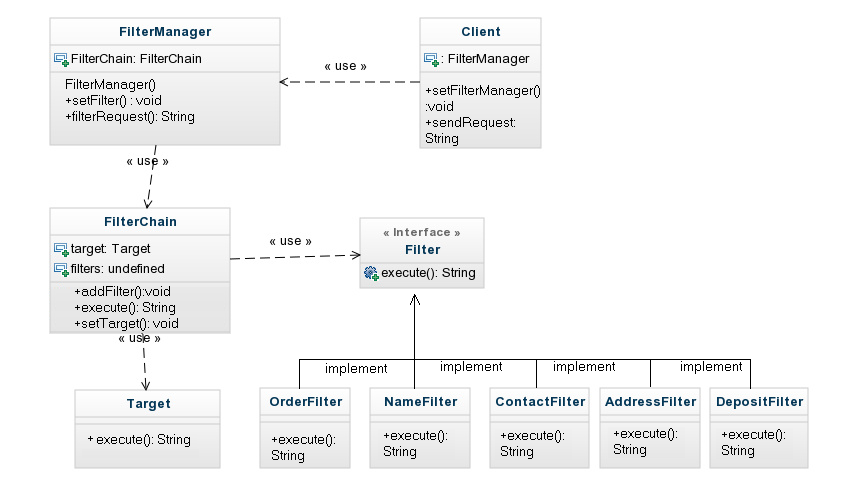 FilterManager
FilterChain: FilterChain
FilterManager()
+setFilter() : void
+filterRequest(): String
« use »
Client
: FilterManager
+setFilterManager()
:void
+sendRequest:
String
« use »
FilterChain
target: Target
filters: undefined
+addFilter():void
+execute(): String
+setTarget(): void
« use »
« Interface »
Filter
execute(): String
« use »
Target
+ execute(): String
implement
implement
implement
implement
OrderFilter
+execute():
String
NameFilter
+execute():
String
ContactFilter
+execute():
String
AddressFilter
+execute():
String
DepositFilter
+execute():
String